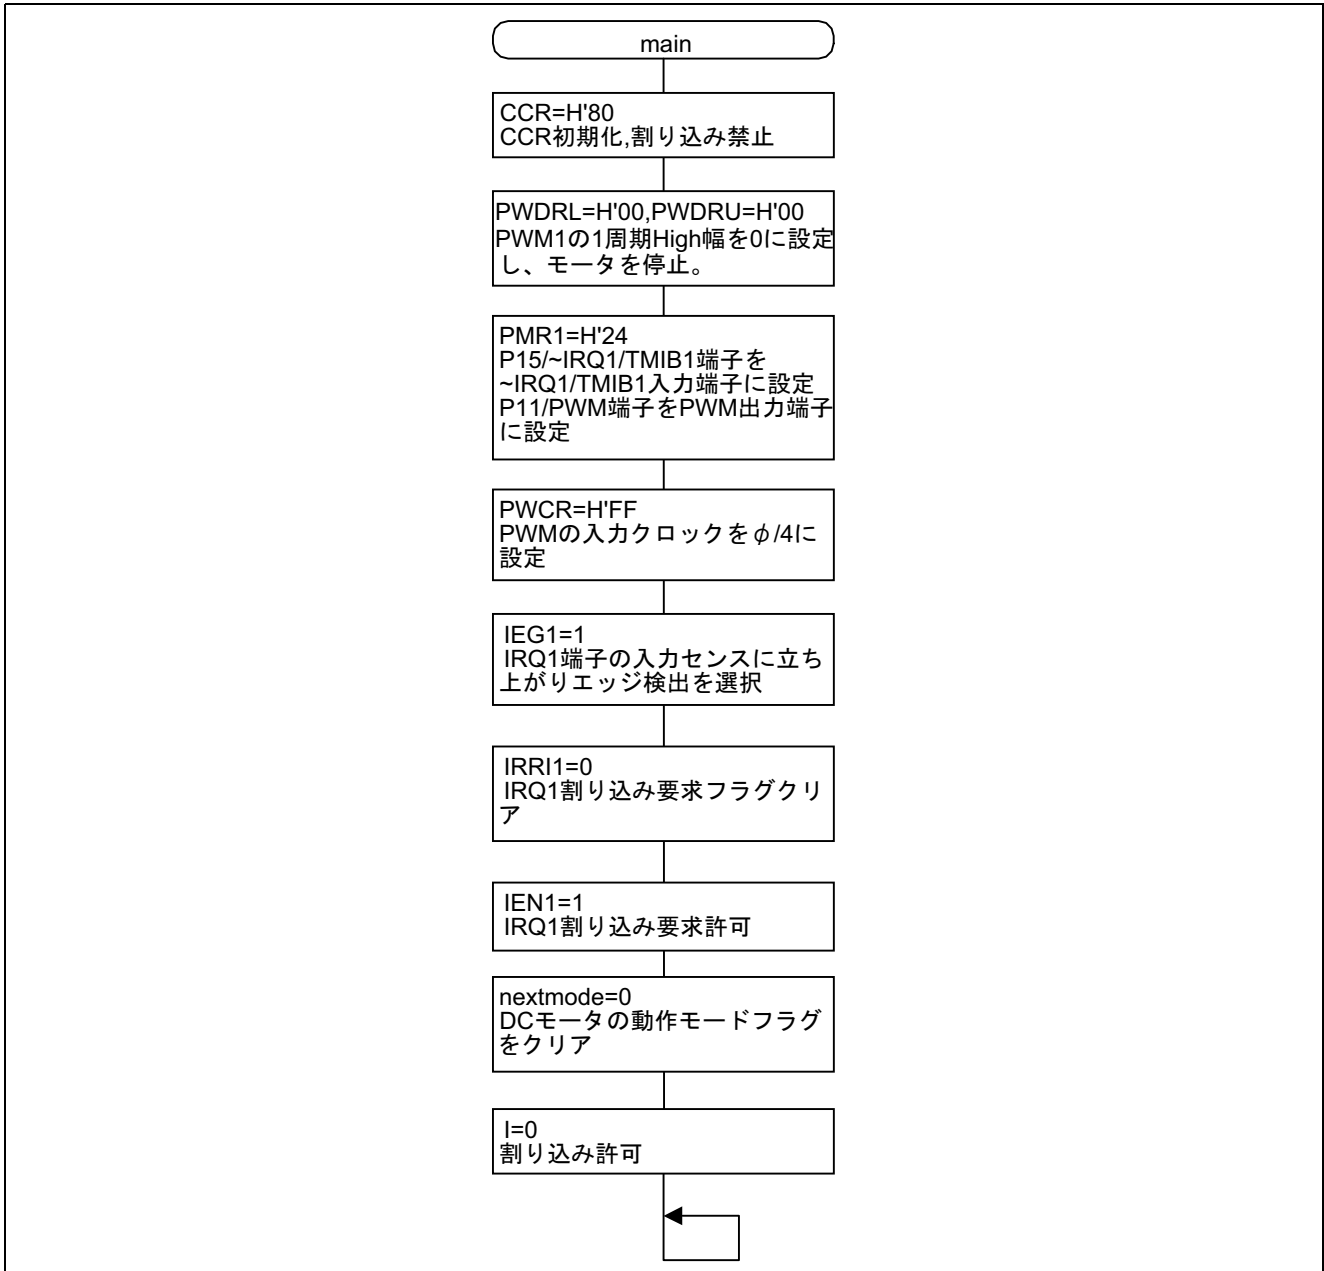 main
CCR=H'80
CCR初期化,割り込み禁止
PWDRL=H'00,PWDRU=H'00
PWM1の1周期High幅を0に設定
し、モータを停止。
PMR1=H'24
P15/~IRQ1/TMIB1端子を
~IRQ1/TMIB1入力端子に設定
P11/PWM端子をPWM出力端子
に設定
PWCR=H'FF
PWMの入力クロックをφ/4に
設定
IEG1=1
IRQ1端子の入力センスに立ち
上がりエッジ検出を選択
IRRI1=0
IRQ1割り込み要求フラグクリ
ア
IEN1=1
IRQ1割り込み要求許可
nextmode=0
DCモータの動作モードフラグ
をクリア
I=0
割り込み許可